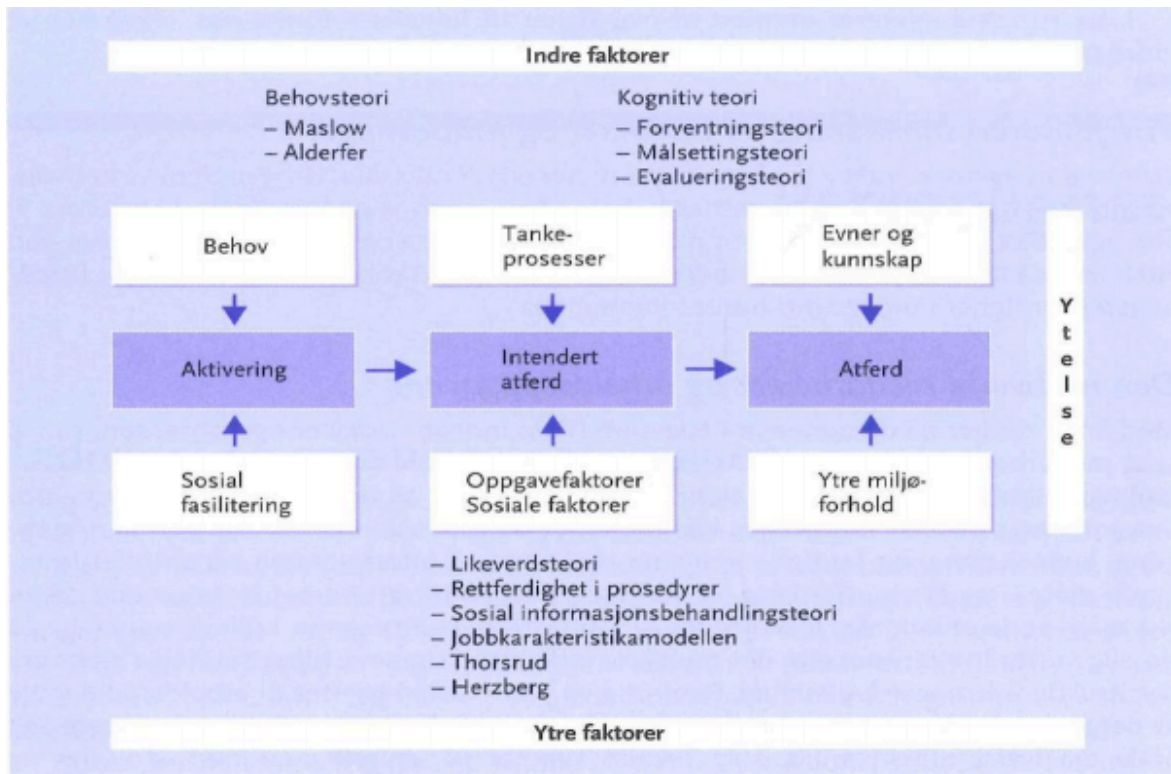 Indre faktorer
Behovsteori
– Maslow
– Alderfer
Kognitiv teori
– Forventningsteori
– Målsettingsteori
– Evalueringsteori
Behov
Tanke-
prosesser
Evner og
kunnskap
Aktivering
Intendert
atferd
Atferd
Ytelse
Sosial
fasilitering
Oppgavefaktorer
Sosiale faktorer
Ytre miljø-
forhold
– Likeverdsteori
– Rettferdighet i prosedyrer
– Sosial informasjonsbehandlingsteori
– Jobbkarakteristikamodellen
– Thorsrud
– Herzberg
Ytre faktorer